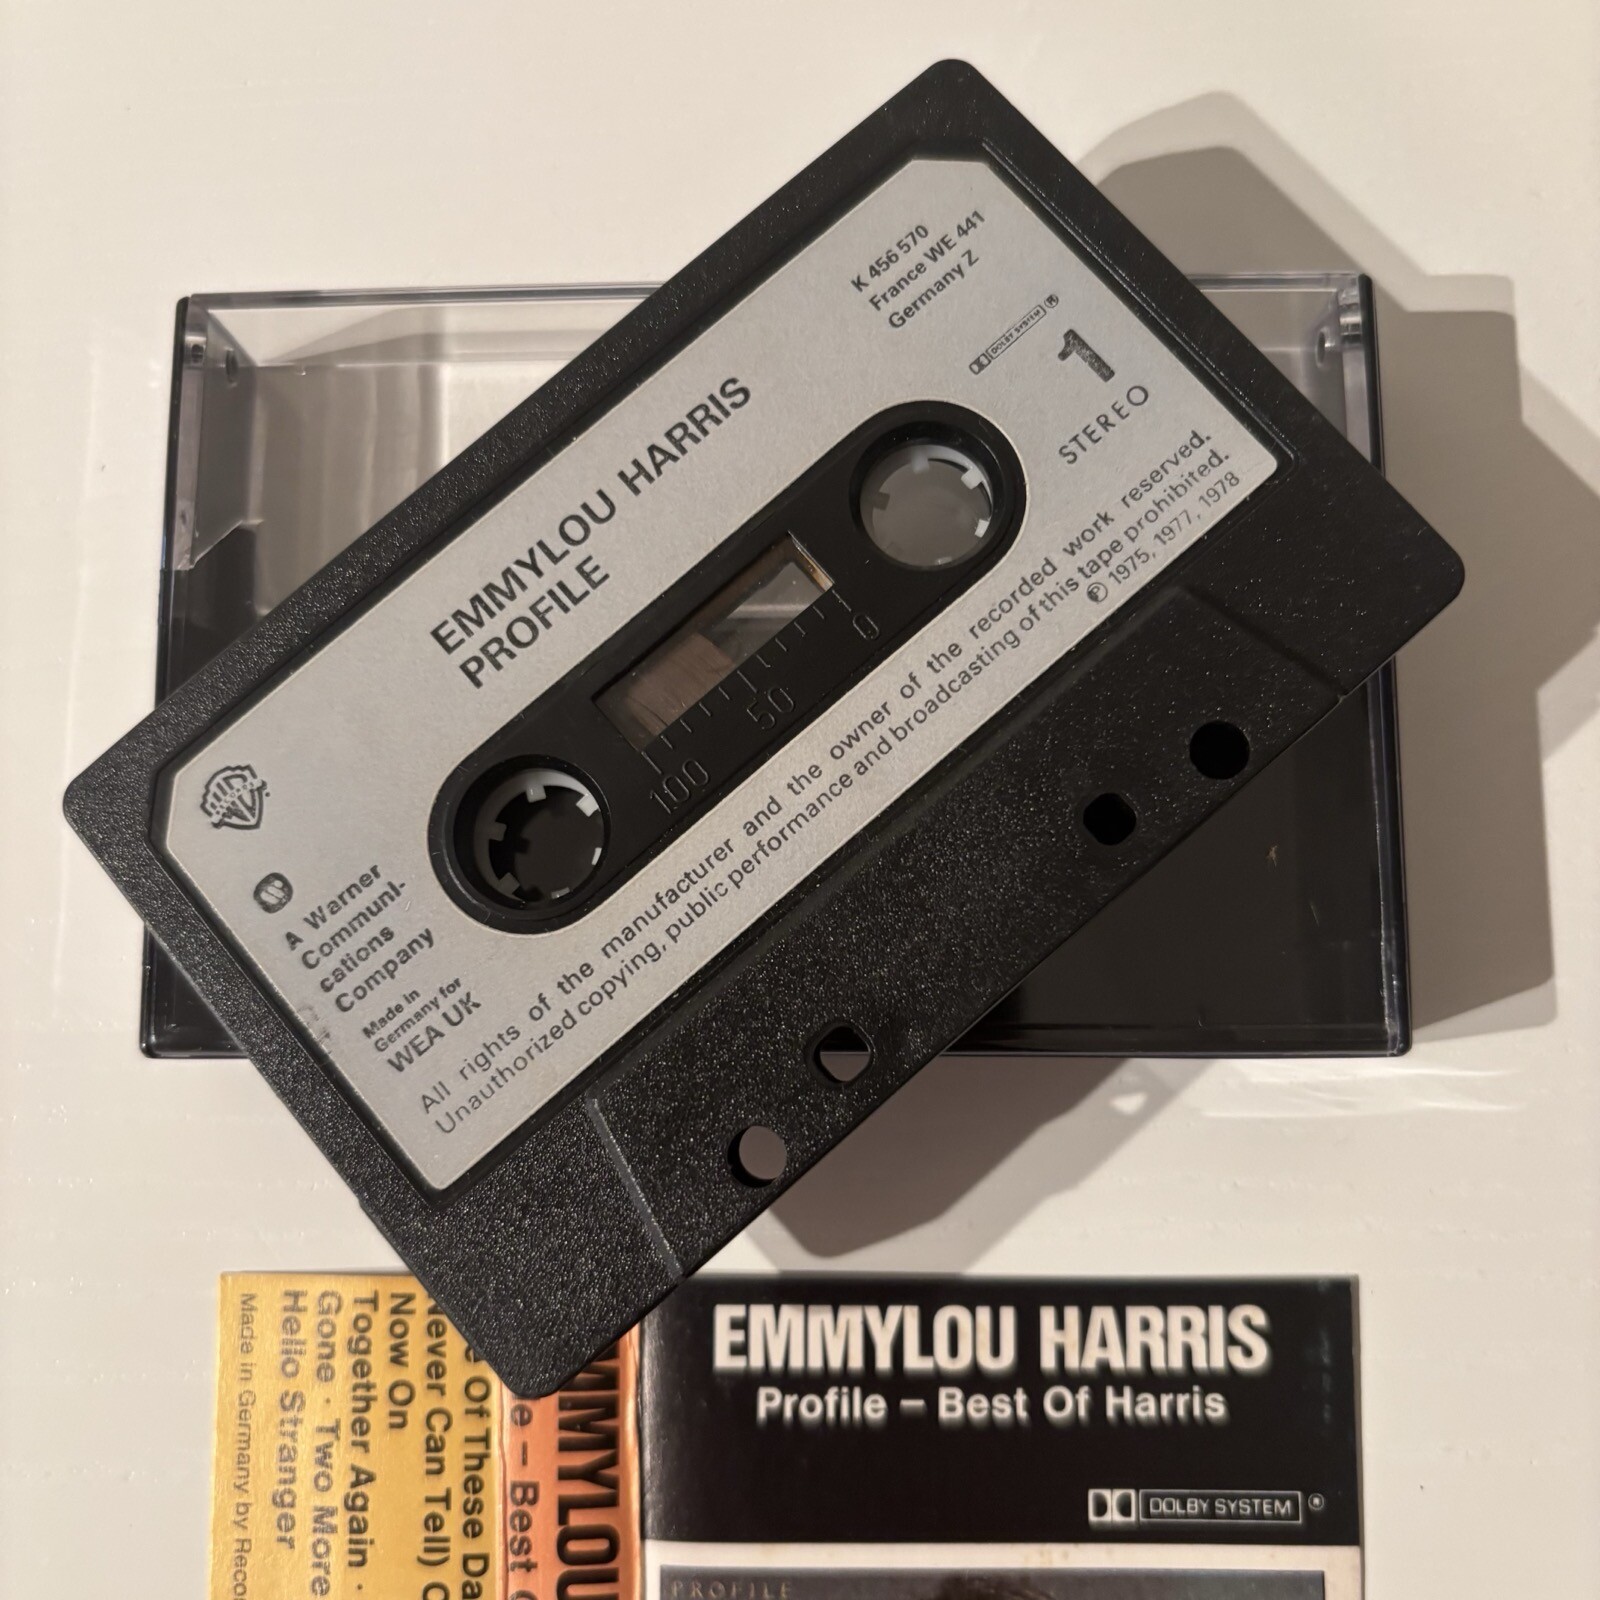 K 456 570
France WE 441
Germany Z
DOLBY SYSTEM ®
1
STEREO
EMMYLOU HARRIS
PROFILE
0
50
100
A Warner
Communi-
cations
Company
Made in
Germany for
WEA UK
All rights of the manufacturer and the owner of the recorded work reserved.
Unauthorized copying, public performance and broadcasting of this tape prohibited.
℗ 1975, 1977, 1978
EMMYLOU HARRIS
Profile – Best Of Harris
DOLBY SYSTEM ®
PROFILE
– Best
Of These
Never Can Tell)
Now On
Together Again ·
Gone · Two More
Hello Stranger
Made in Germany by